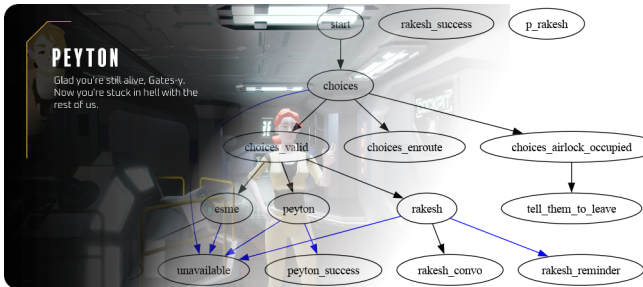 PEYTON
Glad you're still alive, Gates-y.
Now you're stuck in hell with the
rest of us.
start
rakesh_success
p_rakesh
choices
choices_valid
choices_enroute
choices_airlock_occupied
esme
peyton
rakesh
tell_them_to_leave
unavailable
peyton_success
rakesh_convo
rakesh_reminder